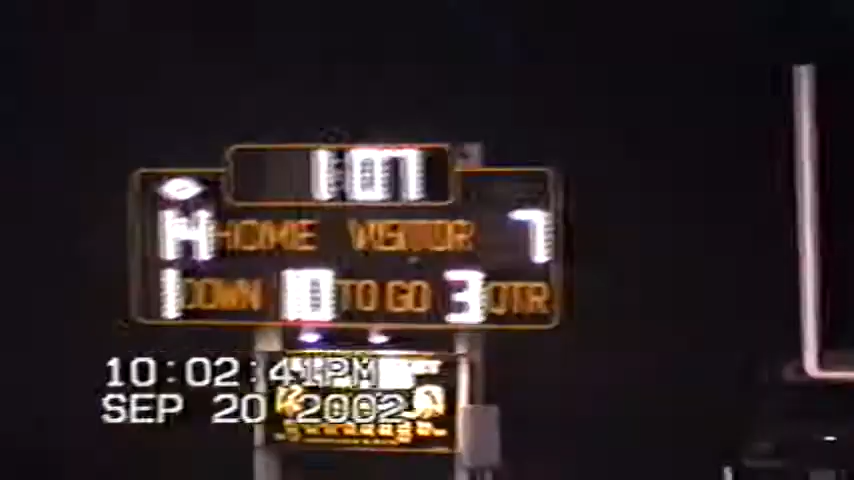 1:07
14 HOME VISITOR 7
1 DOWN 10 TO GO 3 QTR
10:02:41PM
SEP 20 2002